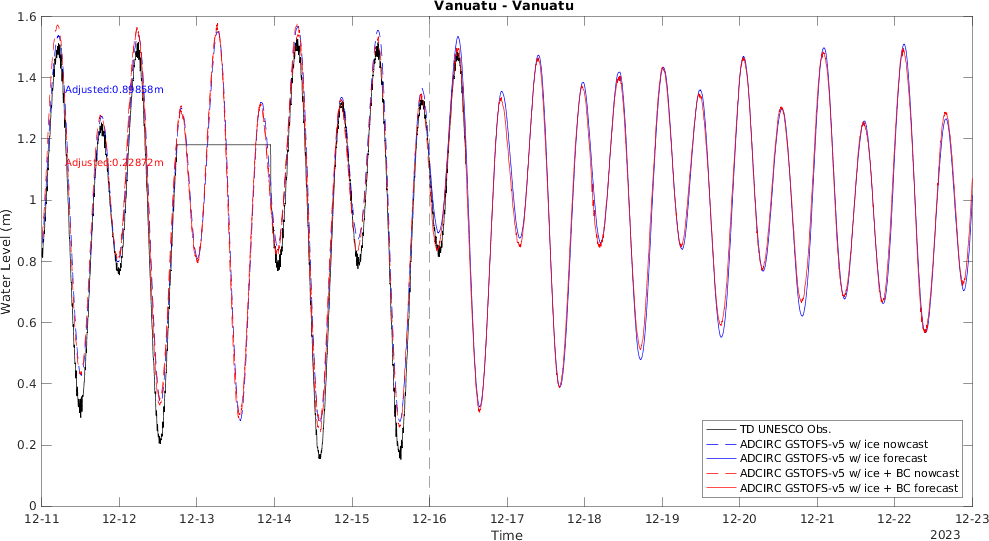 Vanuatu - Vanuatu
1.6
1.4
1.2
1
0.8
0.6
0.4
0.2
0
Water Level (m)
Adjusted:0.89858m
Adjusted:0.22872m
TD UNESCO Obs.
ADCIRC GSTOFS-v5 w/ ice nowcast
ADCIRC GSTOFS-v5 w/ ice forecast
ADCIRC GSTOFS-v5 w/ ice + BC nowcast
ADCIRC GSTOFS-v5 w/ ice + BC forecast
12-11 12-12 12-13 12-14 12-15 12-16 12-17 12-18 12-19 12-20 12-21 12-22 12-23
Time
2023